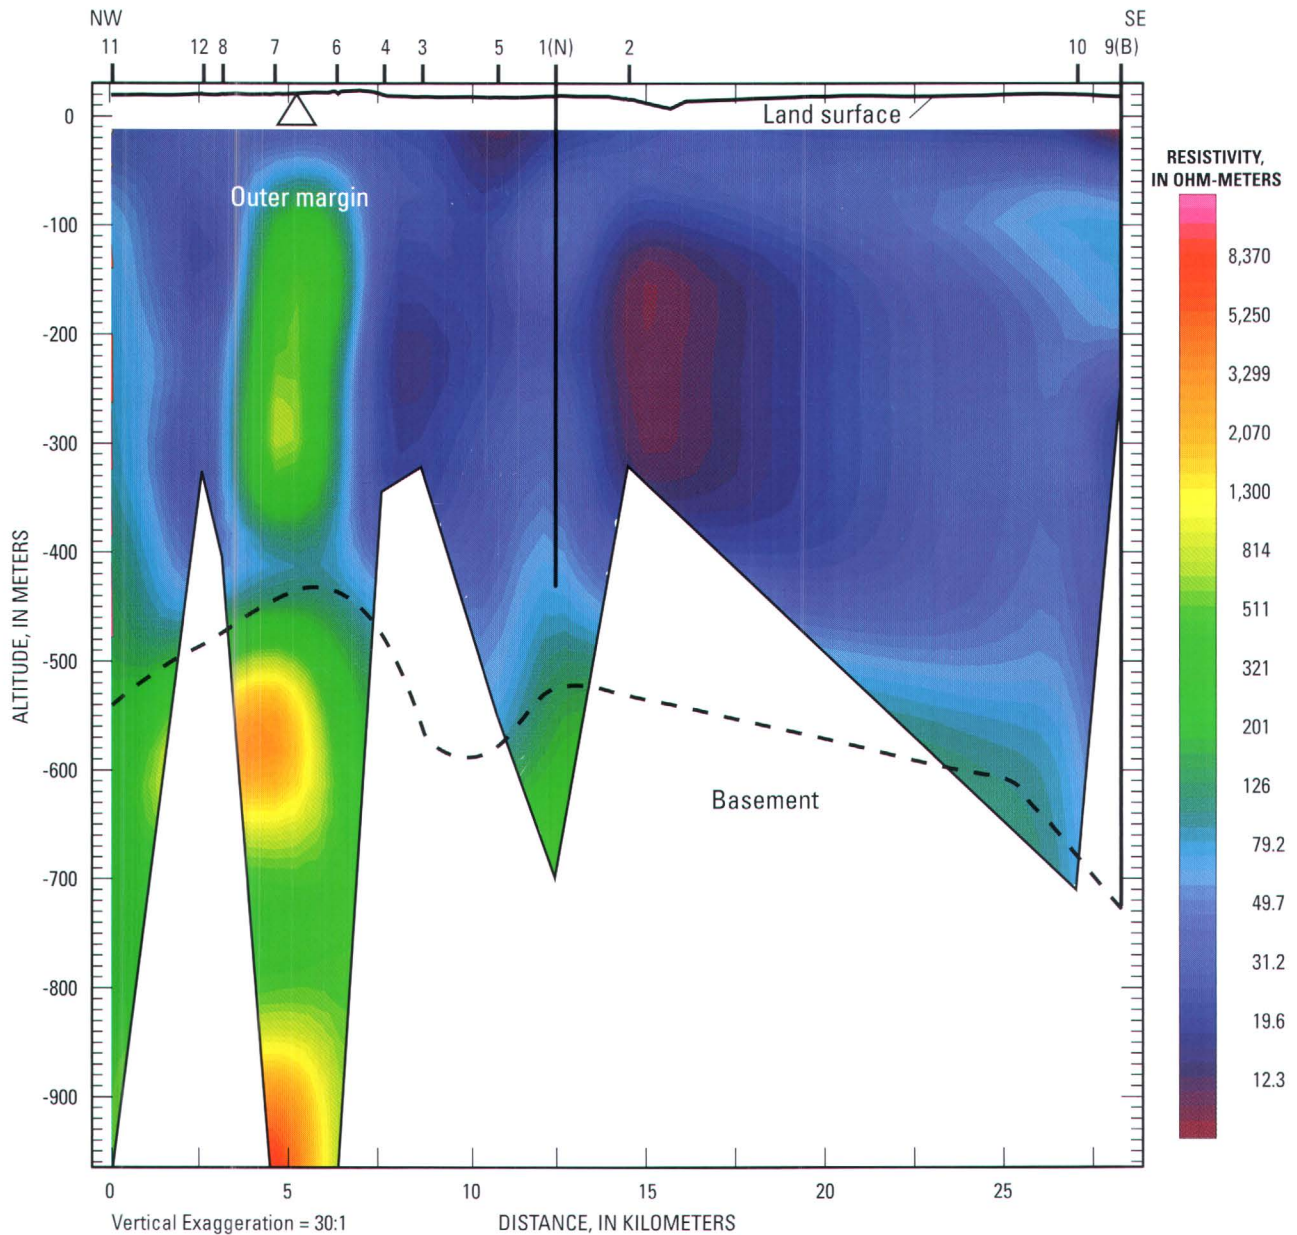 NW
SE
11 12 8 7 6 4 3 5 1(N) 2 10 9(B)
Land surface
0
-100
-200
-300
-400
-500
-600
-700
-800
-900
ALTITUDE, IN METERS
Outer margin
Basement
RESISTIVITY,
IN OHM-METERS
8,370
5,250
3,299
2,070
1,300
814
511
321
201
126
79.2
49.7
31.2
19.6
12.3
0 5 10 15 20 25
Vertical Exaggeration = 30:1
DISTANCE, IN KILOMETERS